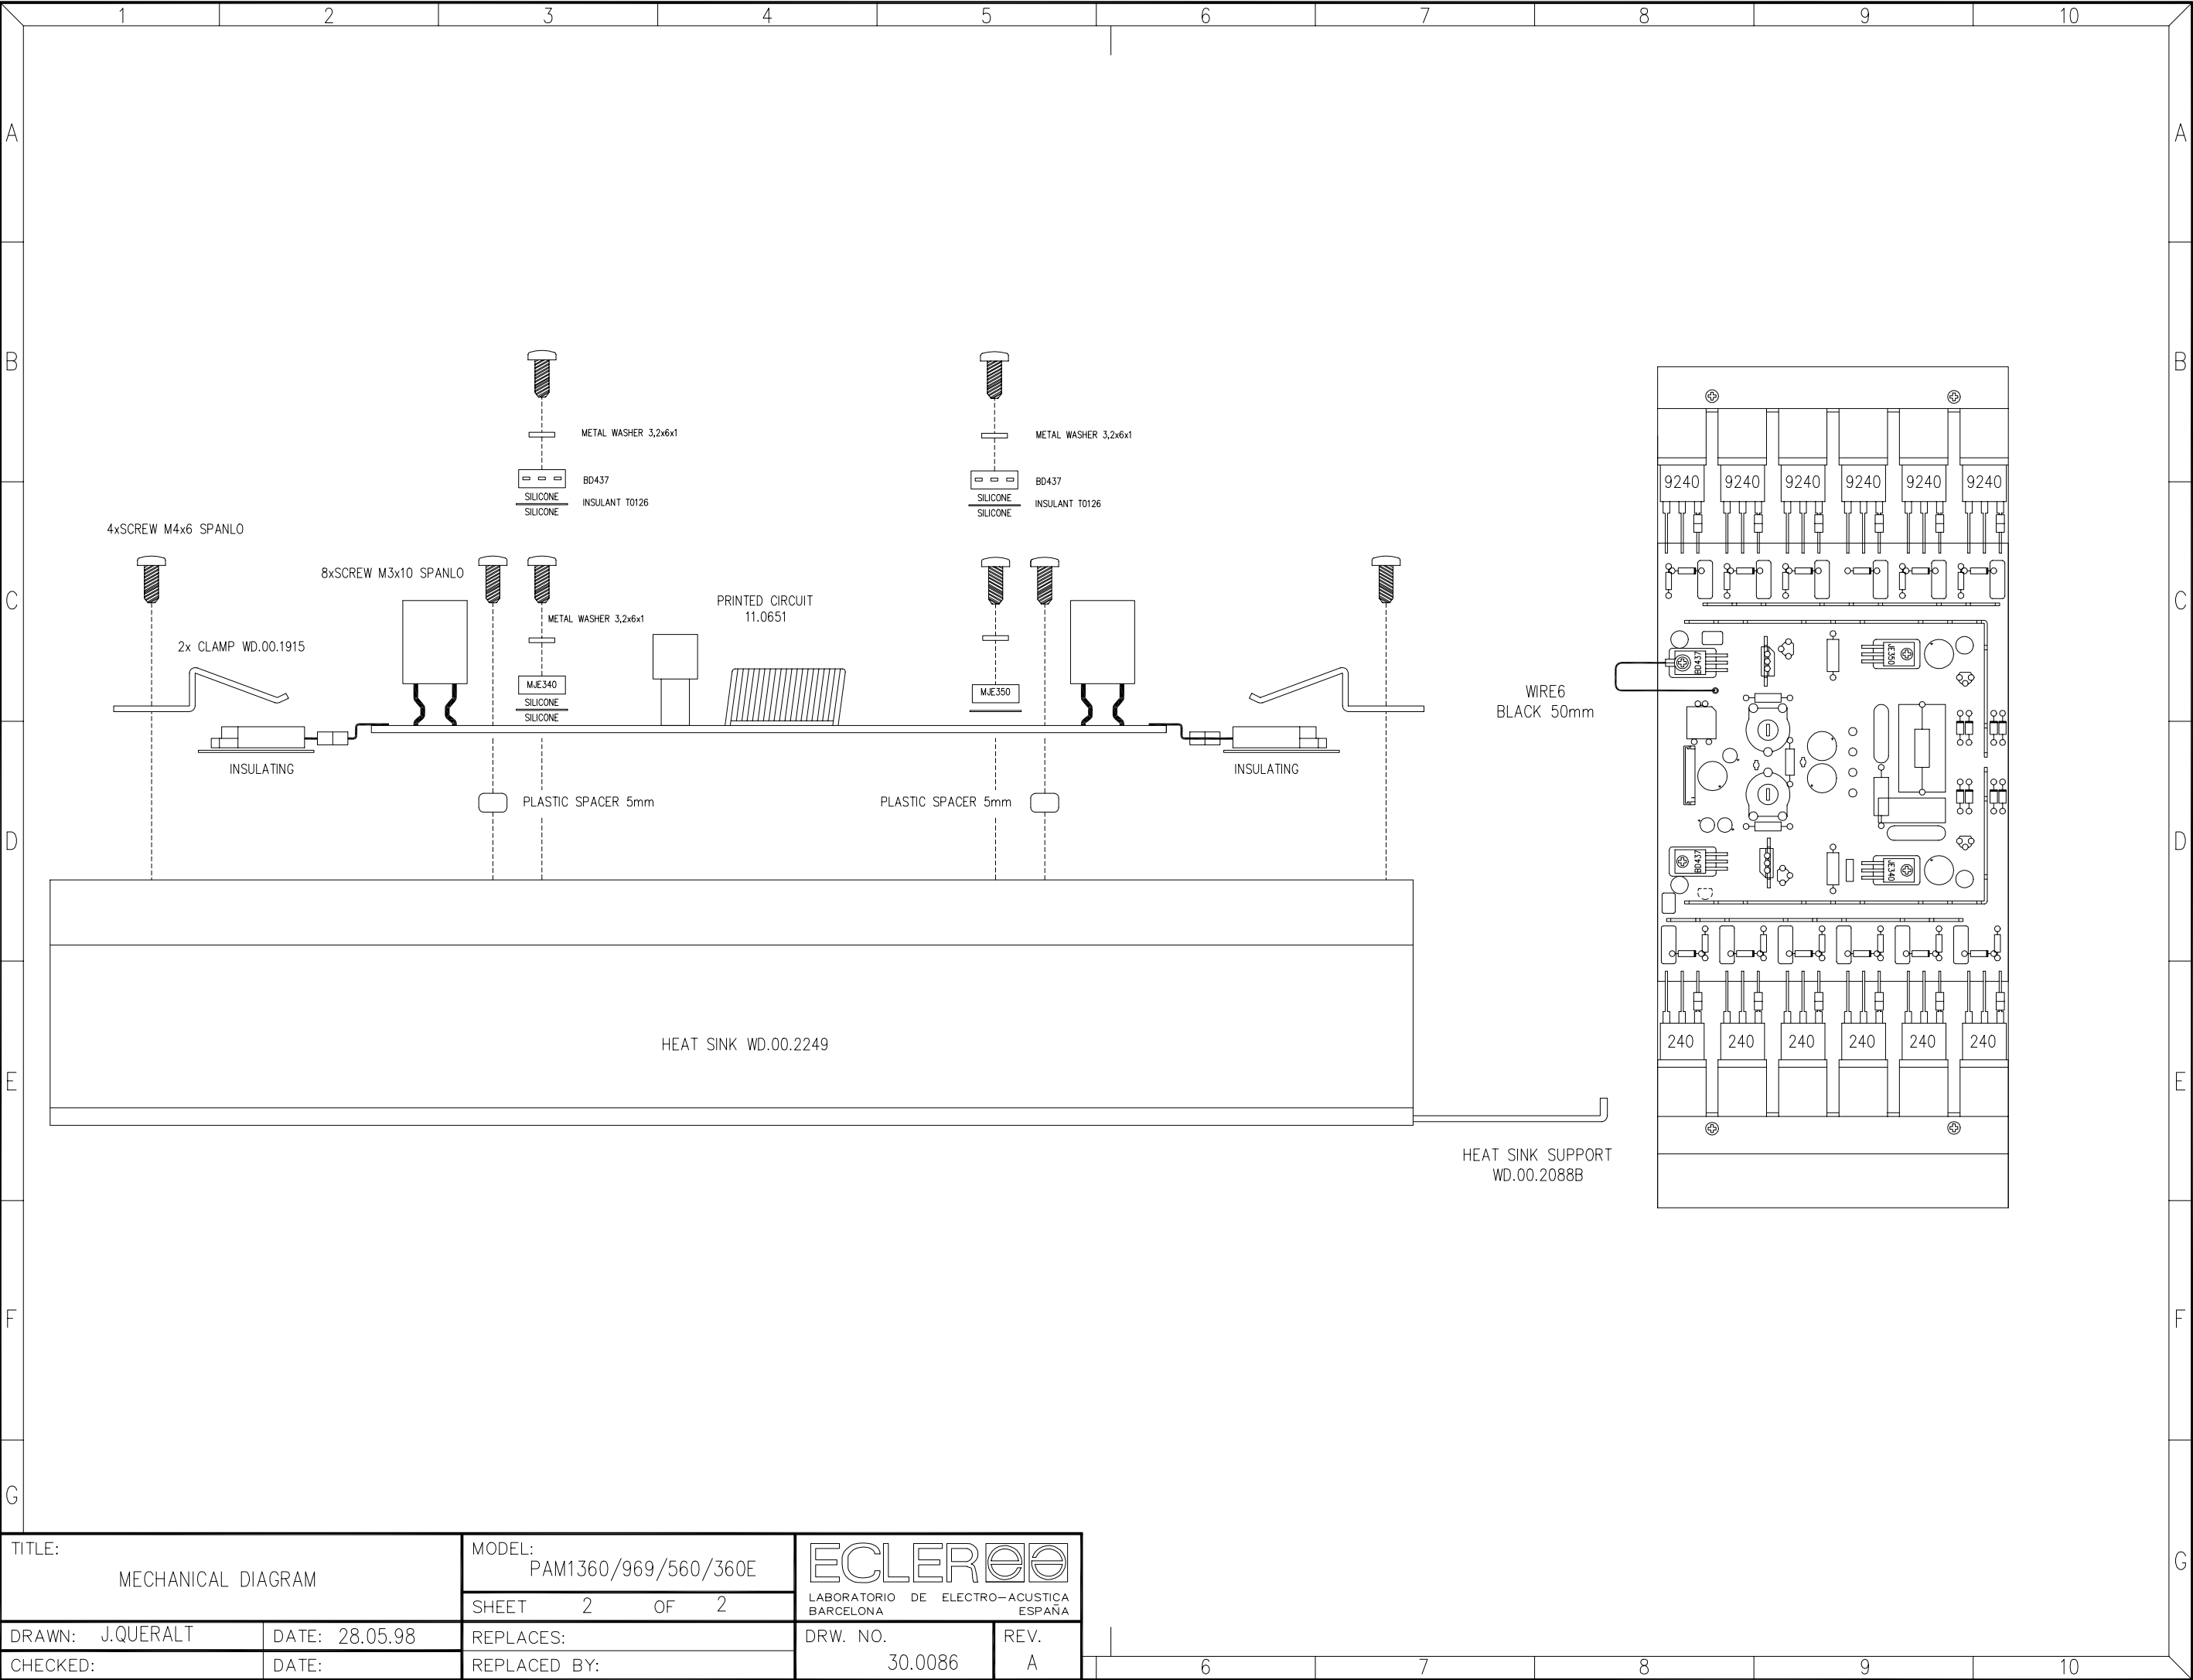 1 2 3 4 5 6 7 8 9 10
A A
B B
METAL WASHER 3,2x6x1
METAL WASHER 3,2x6x1
BD437
BD437
SILICONE
INSULANT TO126
SILICONE
SILICONE
INSULANT TO126
SILICONE
9240 9240 9240 9240 9240 9240
4xSCREW M4x6 SPANLO
8xSCREW M3x10 SPANLO
C C
PRINTED CIRCUIT
11.0651
METAL WASHER 3,2x6x1
2x CLAMP WD.00.1915
MJE340
SILICONE
SILICONE
MJE350
BD437
JE350
WIRE6
BLACK 50mm
INSULATING
INSULATING
PLASTIC SPACER 5mm
PLASTIC SPACER 5mm
D D
BD437
JE340
HEAT SINK WD.00.2249
240 240 240 240 240 240
E E
HEAT SINK SUPPORT
WD.00.2088B
F F
G G
TITLE:
MECHANICAL DIAGRAM
MODEL:
PAM1360/969/560/360E
SHEET 2 OF 2
ECLER
LABORATORIO DE ELECTRO-ACUSTICA
BARCELONA ESPAÑA
DRAWN: J.QUERALT
DATE: 28.05.98
REPLACES:
DRW. NO.
30.0086
REV.
A
CHECKED:
DATE:
REPLACED BY:
6 7 8 9 10